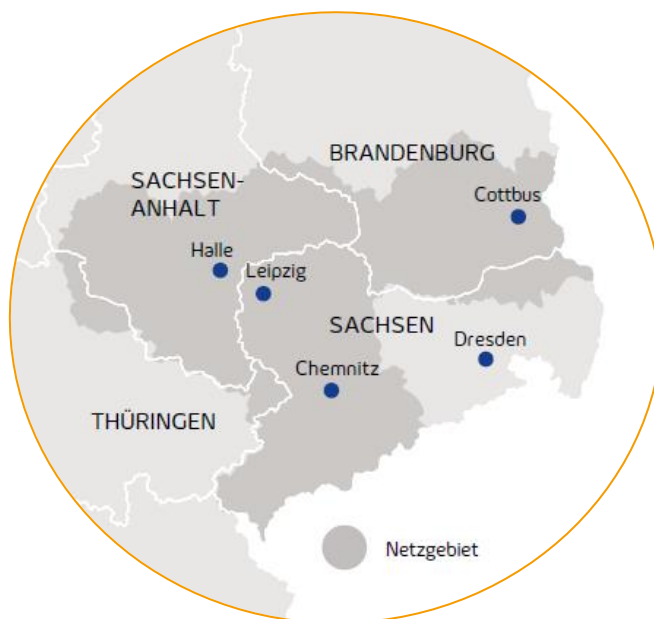 BRANDENBURG
SACHSEN-
ANHALT
Cottbus
Halle
Leipzig
SACHSEN
Dresden
Chemnitz
THÜRINGEN
Netzgebiet